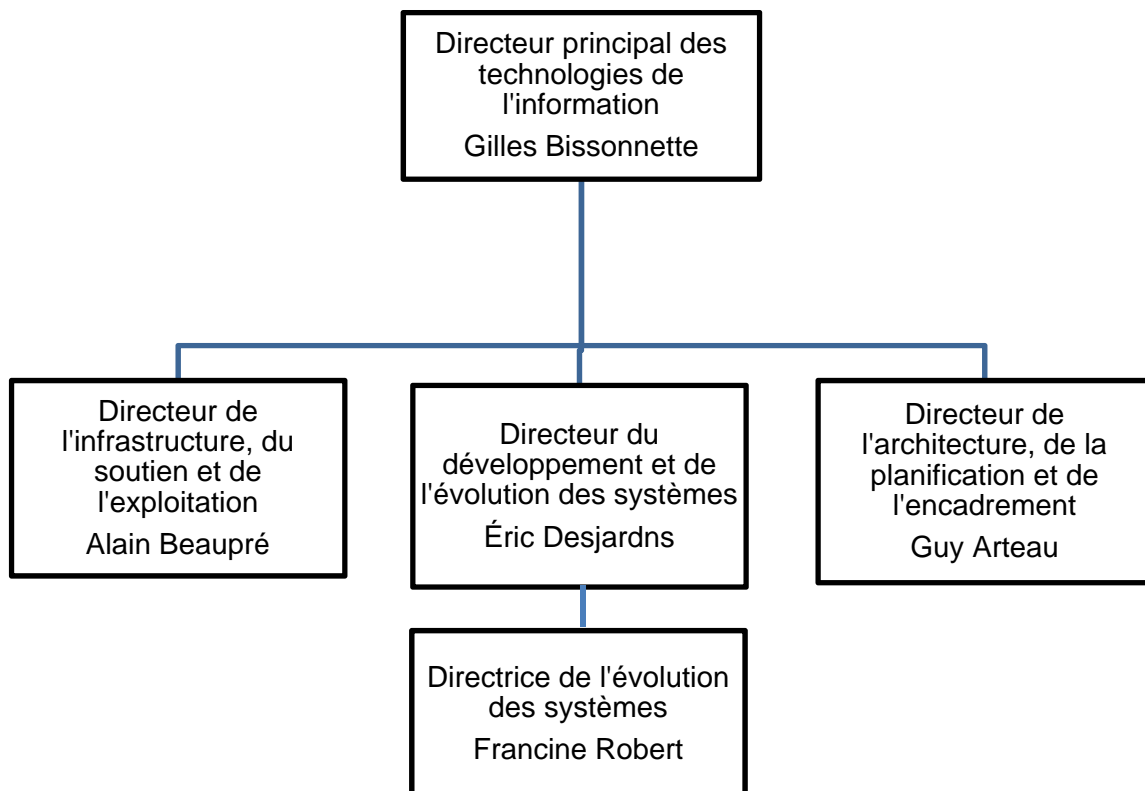 Directeur principal des
technologies de
l'information
Gilles Bissonnette
Directeur de
l'infrastructure, du
soutien et de
l'exploitation
Alain Beaupré
Directeur du
développement et de
l'évolution des systèmes
Éric Desjardns
Directeur de
l'architecture, de la
planification et de
l'encadrement
Guy Arteau
Directrice de l'évolution
des systèmes
Francine Robert